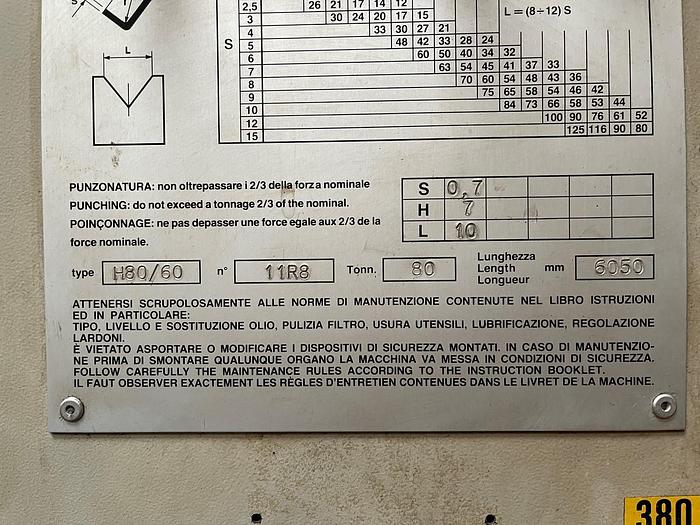 S
2,5 26 21 17 14 12
L = (8÷12) S
3 30 24 20 17 15
4 33 30 27 21
L
5 48 42 33 28 24
S
6 60 50 40 34 32
7 63 54 45 41 37 33
8 70 60 54 48 43 36
9 75 65 58 54 46 42
10 84 73 66 58 53 44
12 100 90 76 61 52
15 125 116 90 80
PUNZONATURA: non oltrepassare i 2/3 della forza nominale
PUNCHING: do not exceed a tonnage 2/3 of the nominal.
POINÇONNAGE: ne pas depasser une force egale aux 2/3 de la
force nominale.
S 0,7
H 7
L 10
type H80/60 n° 11R8 Tonn. 80 Lunghezza
Length mm 6050
Longueur
ATTENERSI SCRUPOLOSAMENTE ALLE NORME DI MANUTENZIONE CONTENUTE NEL LIBRO ISTRUZIONI
ED IN PARTICOLARE:
TIPO, LIVELLO E SOSTITUZIONE OLIO, PULIZIA FILTRO, USURA UTENSILI, LUBRIFICAZIONE, REGOLAZIONE
LARDONI.
È VIETATO ASPORTARE O MODIFICARE I DISPOSITIVI DI SICUREZZA MONTATI. IN CASO DI MANUTENZIO-
NE PRIMA DI SMONTARE QUALUNQUE ORGANO LA MACCHINA VA MESSA IN CONDIZIONI DI SICUREZZA.
FOLLOW CAREFULLY THE MAINTENANCE RULES ACCORDING TO THE INSTRUCTION BOOKLET.
IL FAUT OBSERVER EXACTEMENT LES RÈGLES D'ENTRETIEN CONTENUES DANS LE LIVRET DE LA MACHINE.
380